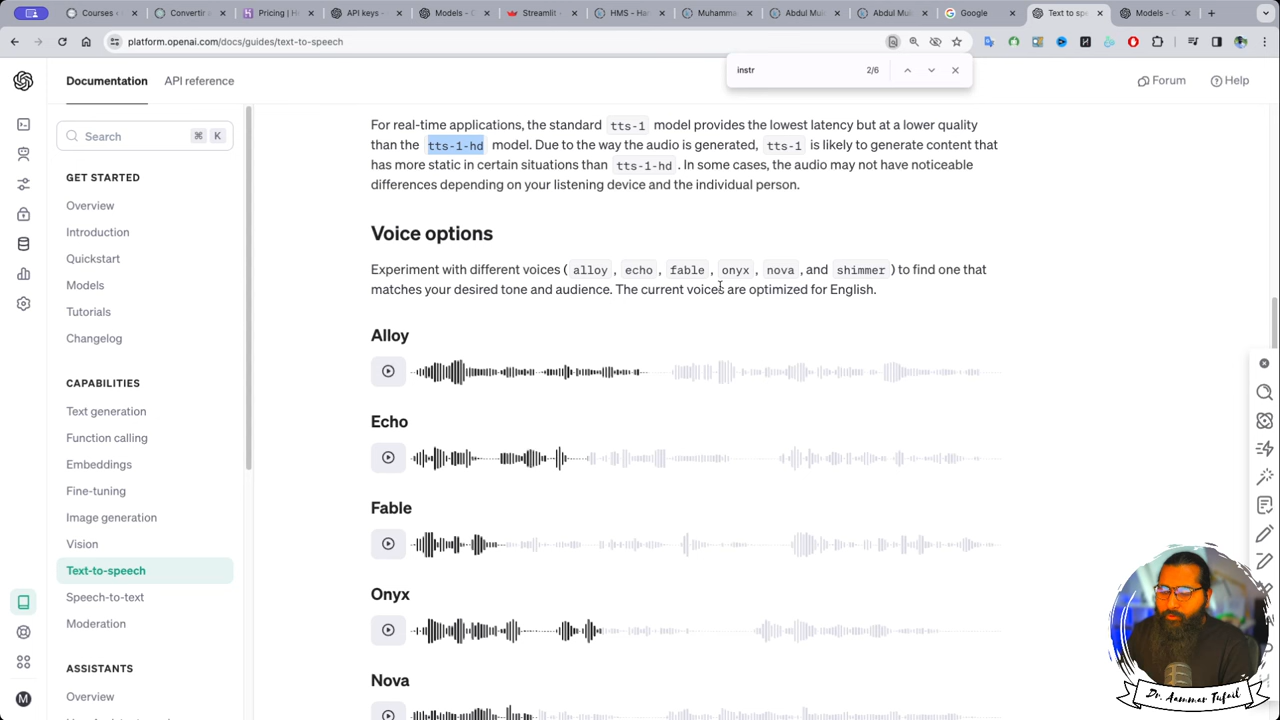 Courses -
Convertir
Pricing | H
API keys
Models - C
Streamlit -
HMS - Han
Muhamma
Abdul Mu
Abdul Mu
Google
Text to spe
Models - C
platform.openai.com/docs/guides/text-to-speech
instr
2/6
Documentation
API reference
Forum
Help
Search
⌘
K
GET STARTED
Overview
Introduction
Quickstart
Models
Tutorials
Changelog
CAPABILITIES
Text generation
Function calling
Embeddings
Fine-tuning
Image generation
Vision
Text-to-speech
Speech-to-text
Moderation
ASSISTANTS
Overview
For real-time applications, the standard tts-1 model provides the lowest latency but at a lower quality
than the tts-1-hd model. Due to the way the audio is generated, tts-1 is likely to generate content that
has more static in certain situations than tts-1-hd. In some cases, the audio may not have noticeable
differences depending on your listening device and the individual person.
Voice options
Experiment with different voices (alloy, echo, fable, onyx, nova, and shimmer) to find one that
matches your desired tone and audience. The current voices are optimized for English.
Alloy
Echo
Fable
Onyx
Nova
M
Dr. Aammar Tufail